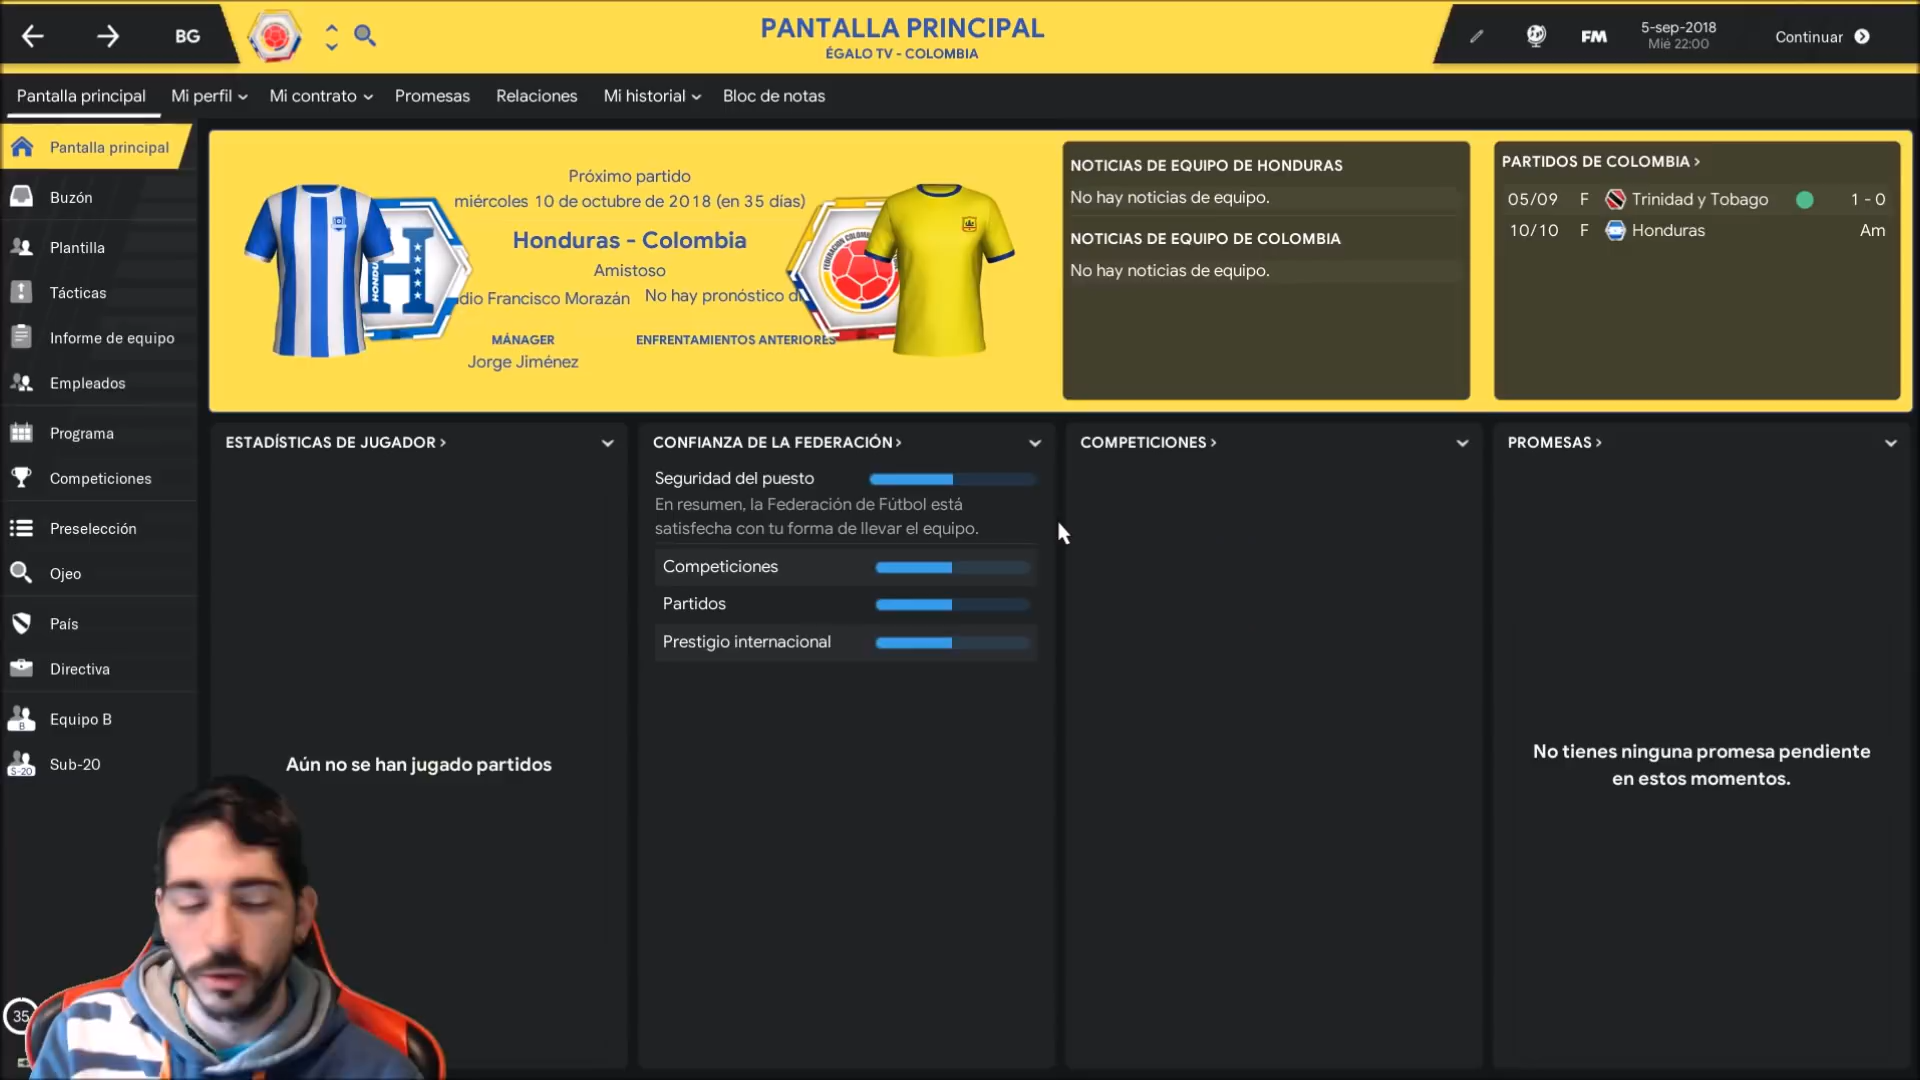 BG
PANTALLA PRINCIPAL
ÉGALO TV - COLOMBIA
FM
5-sep-2018
Mié 22:00
Continuar
Pantalla principal
Mi perfil
Mi contrato
Promesas
Relaciones
Mi historial
Bloc de notas
Pantalla principal
Buzón
Plantilla
Tácticas
Informe de equipo
Empleados
Programa
Competiciones
Preselección
Ojeo
País
Directiva
B
Equipo B
S-20
Sub-20
35
Próximo partido
miércoles 10 de octubre de 2018 (en 35 días)
Honduras - Colombia
Amistoso
dio Francisco Morazán
No hay pronóstico d
MÁNAGER
Jorge Jiménez
ENFRENTAMIENTOS ANTERIORES
HONDU
H
NOTICIAS DE EQUIPO DE HONDURAS
No hay noticias de equipo.
NOTICIAS DE EQUIPO DE COLOMBIA
No hay noticias de equipo.
PARTIDOS DE COLOMBIA >
05/09 F Trinidad y Tobago 1 - 0
10/10 F Honduras Am
ESTADÍSTICAS DE JUGADOR >
Aún no se han jugado partidos
CONFIANZA DE LA FEDERACIÓN >
Seguridad del puesto
En resumen, la Federación de Fútbol está
satisfecha con tu forma de llevar el equipo.
Competiciones
Partidos
Prestigio internacional
COMPETICIONES >
PROMESAS >
No tienes ninguna promesa pendiente
en estos momentos.